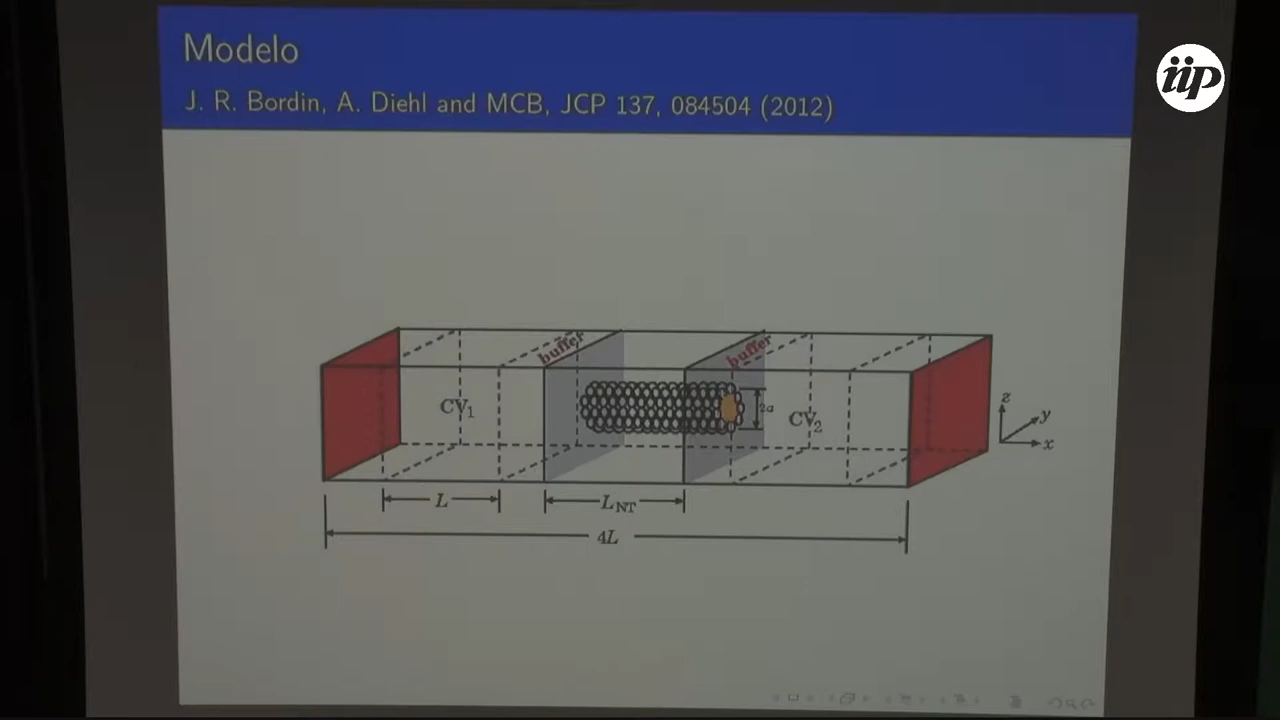 Modelo
J. R. Bordin, A. Diehl and MCB, JCP 137, 084504 (2012)
iip
buffer
buffer
CV1
2a
CV2
z
y
x
L
LNT
4L